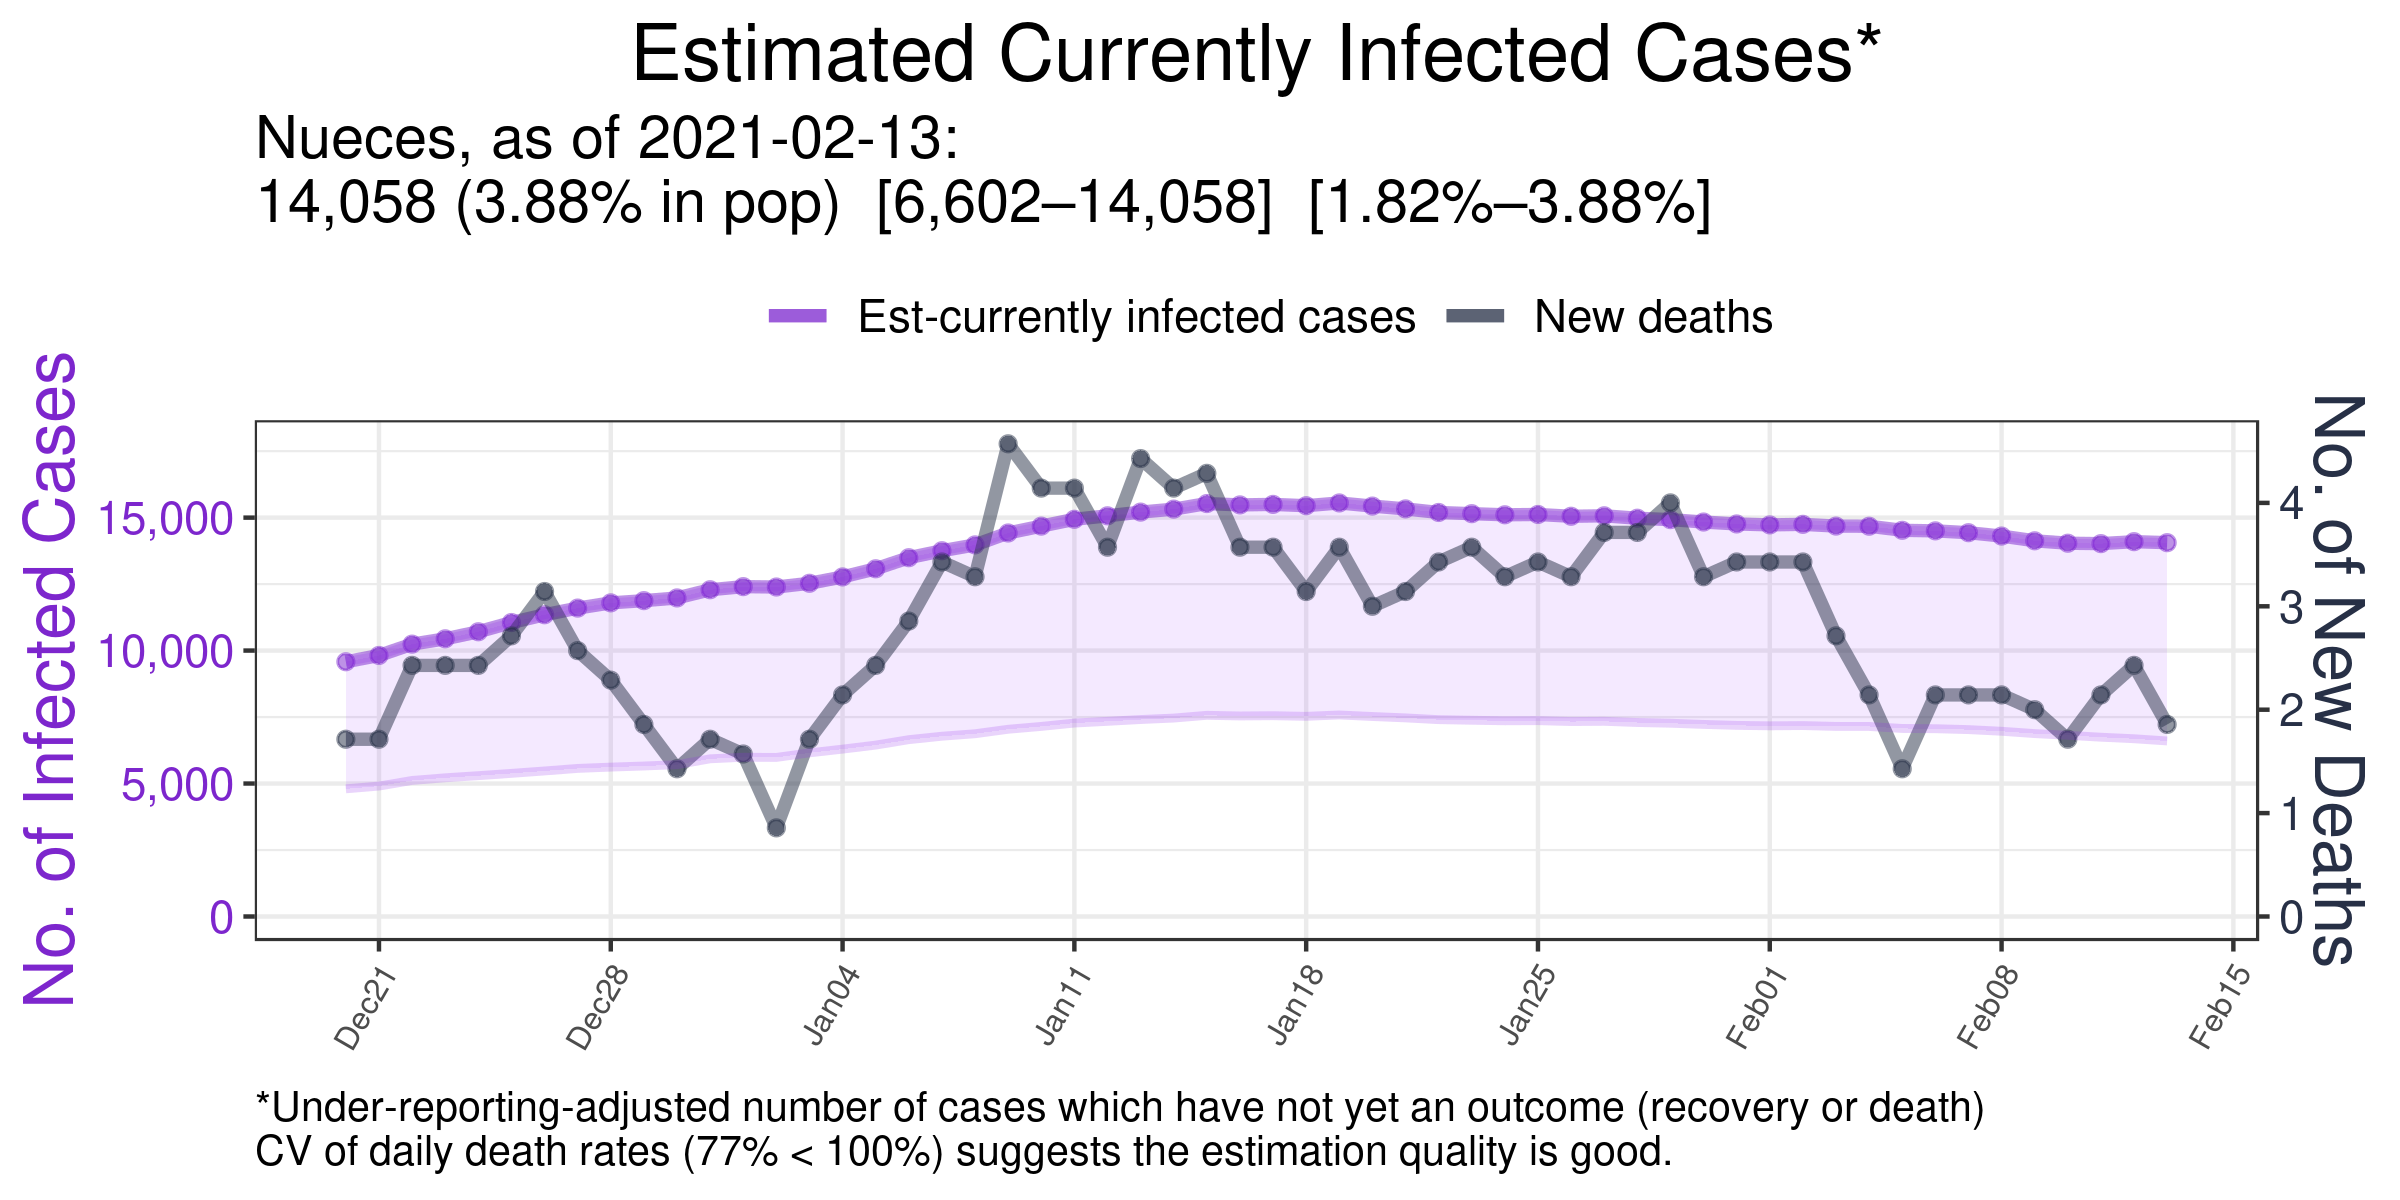 Estimated Currently Infected Cases*
Nueces, as of 2021-02-13:
14,058 (3.88% in pop)  [6,602–14,058]  [1.82%–3.88%]
Est-currently infected cases
New deaths
No. of Infected Cases
15,000
10,000
5,000
0
4
3
2
1
0
No. of New Deaths
Dec21
Dec28
Jan04
Jan11
Jan18
Jan25
Feb01
Feb08
Feb15
*Under-reporting-adjusted number of cases which have not yet an outcome (recovery or death)
CV of daily death rates (77% < 100%) suggests the estimation quality is good.